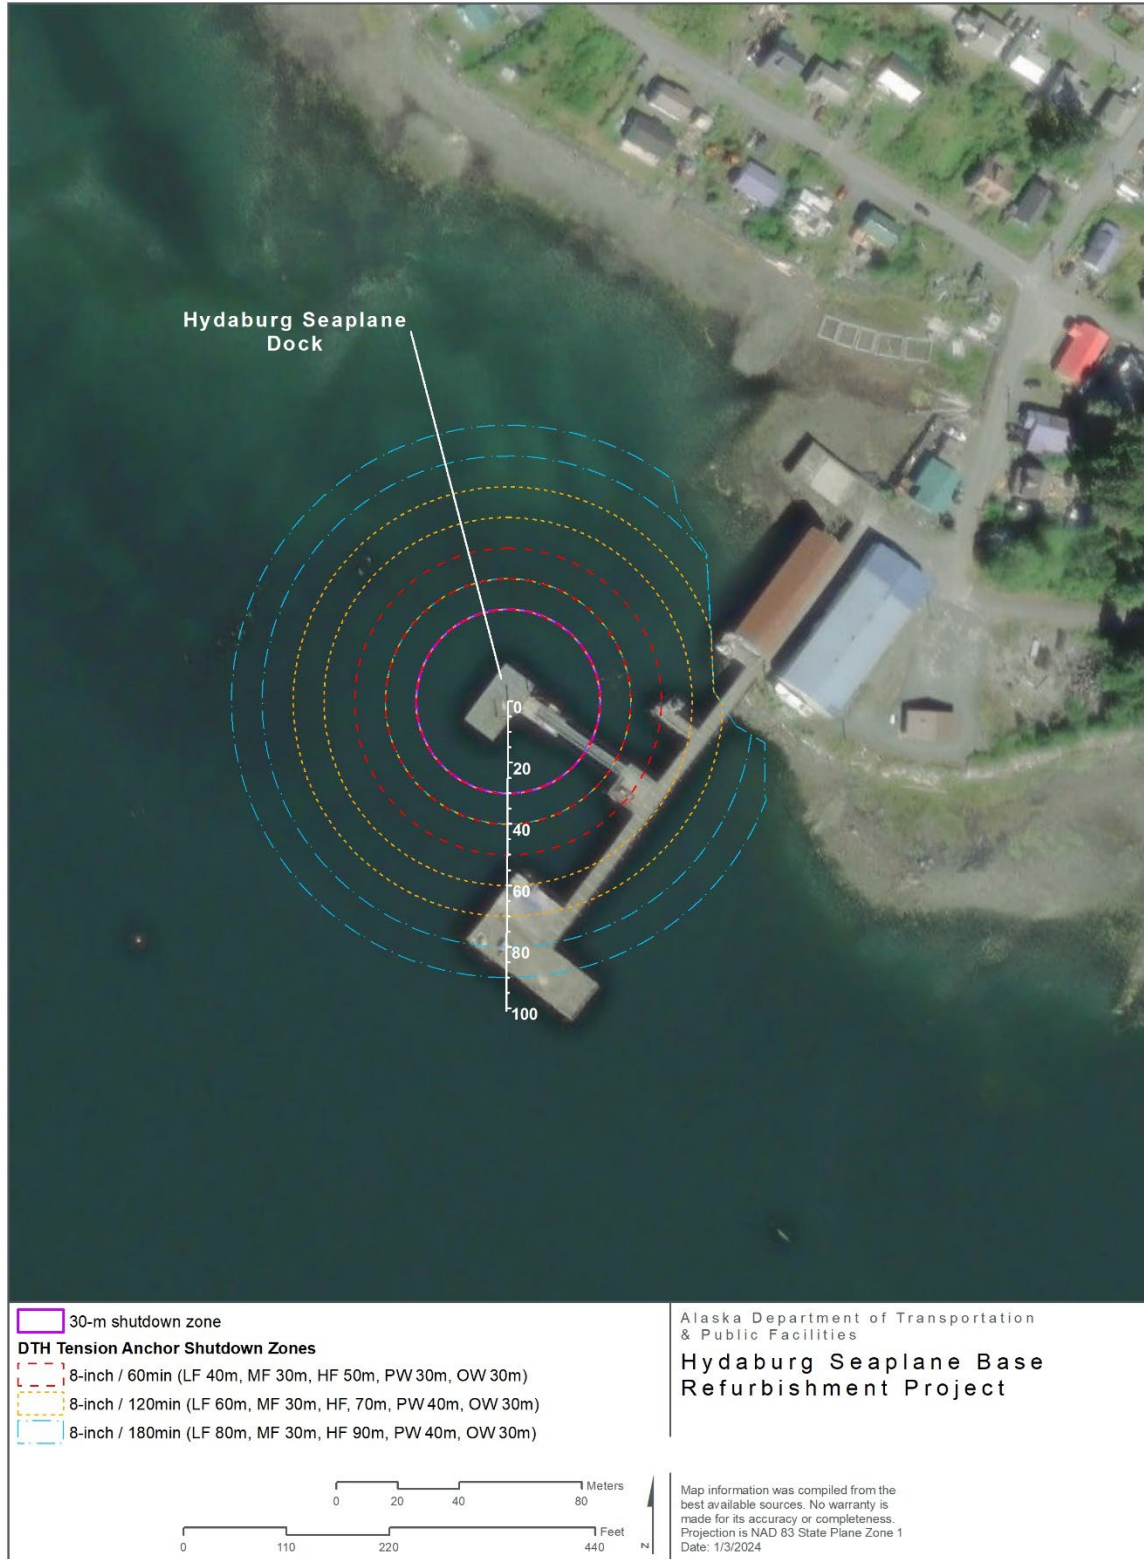 Hydaburg Seaplane
Dock
0
20
40
60
80
100
30-m shutdown zone
DTH Tension Anchor Shutdown Zones
8-inch / 60min (LF 40m, MF 30m, HF 50m, PW 30m, OW 30m)
8-inch / 120min (LF 60m, MF 30m, HF, 70m, PW 40m, OW 30m)
8-inch / 180min (LF 80m, MF 30m, HF 90m, PW 40m, OW 30m)
Meters
0 20 40 80
Feet
0 110 220 440
N
Alaska Department of Transportation
& Public Facilities
Hydaburg Seaplane Base
Refurbishment Project
Map information was compiled from the
best available sources. No warranty is
made for its accuracy or completeness.
Projection is NAD 83 State Plane Zone 1
Date: 1/3/2024